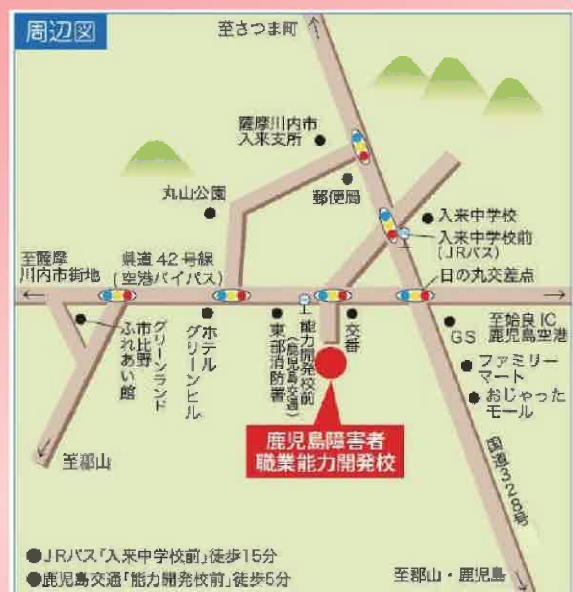 周辺図
至さつま町
薩摩川内市
入来支所
郵便局
丸山公園
入来中学校
入来中学校前
(JRバス)
至薩摩
川内市街地
県道42号線
(空港バイパス)
日の丸交差点
市比野
ふれあい館
グリーンランド
ホテル
グリーンヒル
東部消防署
能力開発校前
(鹿児島交通)
交番
GS
至姶良IC
鹿児島空港
ファミリー
マート
おじゃった
モール
鹿児島障害者
職業能力開発校
国道328号
至郡山
●JRバス「入来中学校前」徒歩15分
●鹿児島交通「能力開発校前」徒歩5分
至郡山・鹿児島